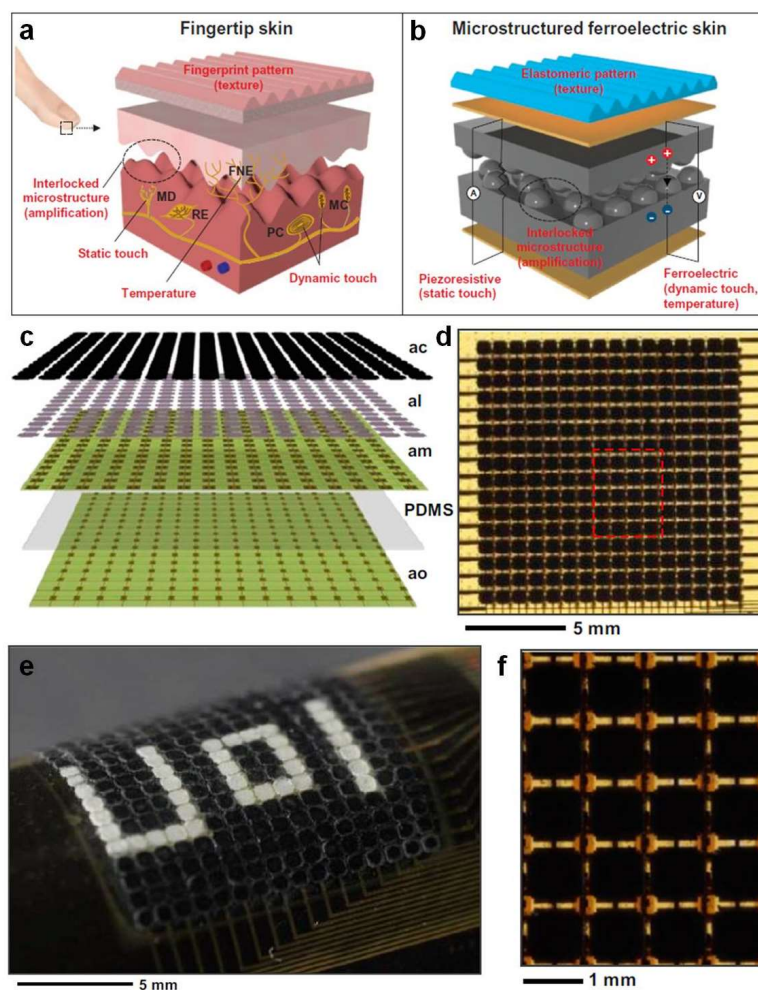 a
Fingertip skin
Fingerprint pattern
(texture)
Interlocked
microstructure
(amplification)
MD
FNE
RE
PC
MC
Static touch
Dynamic touch
Temperature
b
Microstructured ferroelectric skin
Elastomeric pattern
(texture)
+
+
A
V
-
-
Interlocked
microstructure
(amplification)
Piezoresistive
(static touch)
Ferroelectric
(dynamic touch,
temperature)
c
ac
al
am
PDMS
ao
d
5 mm
e
U o I
5 mm
f
1 mm